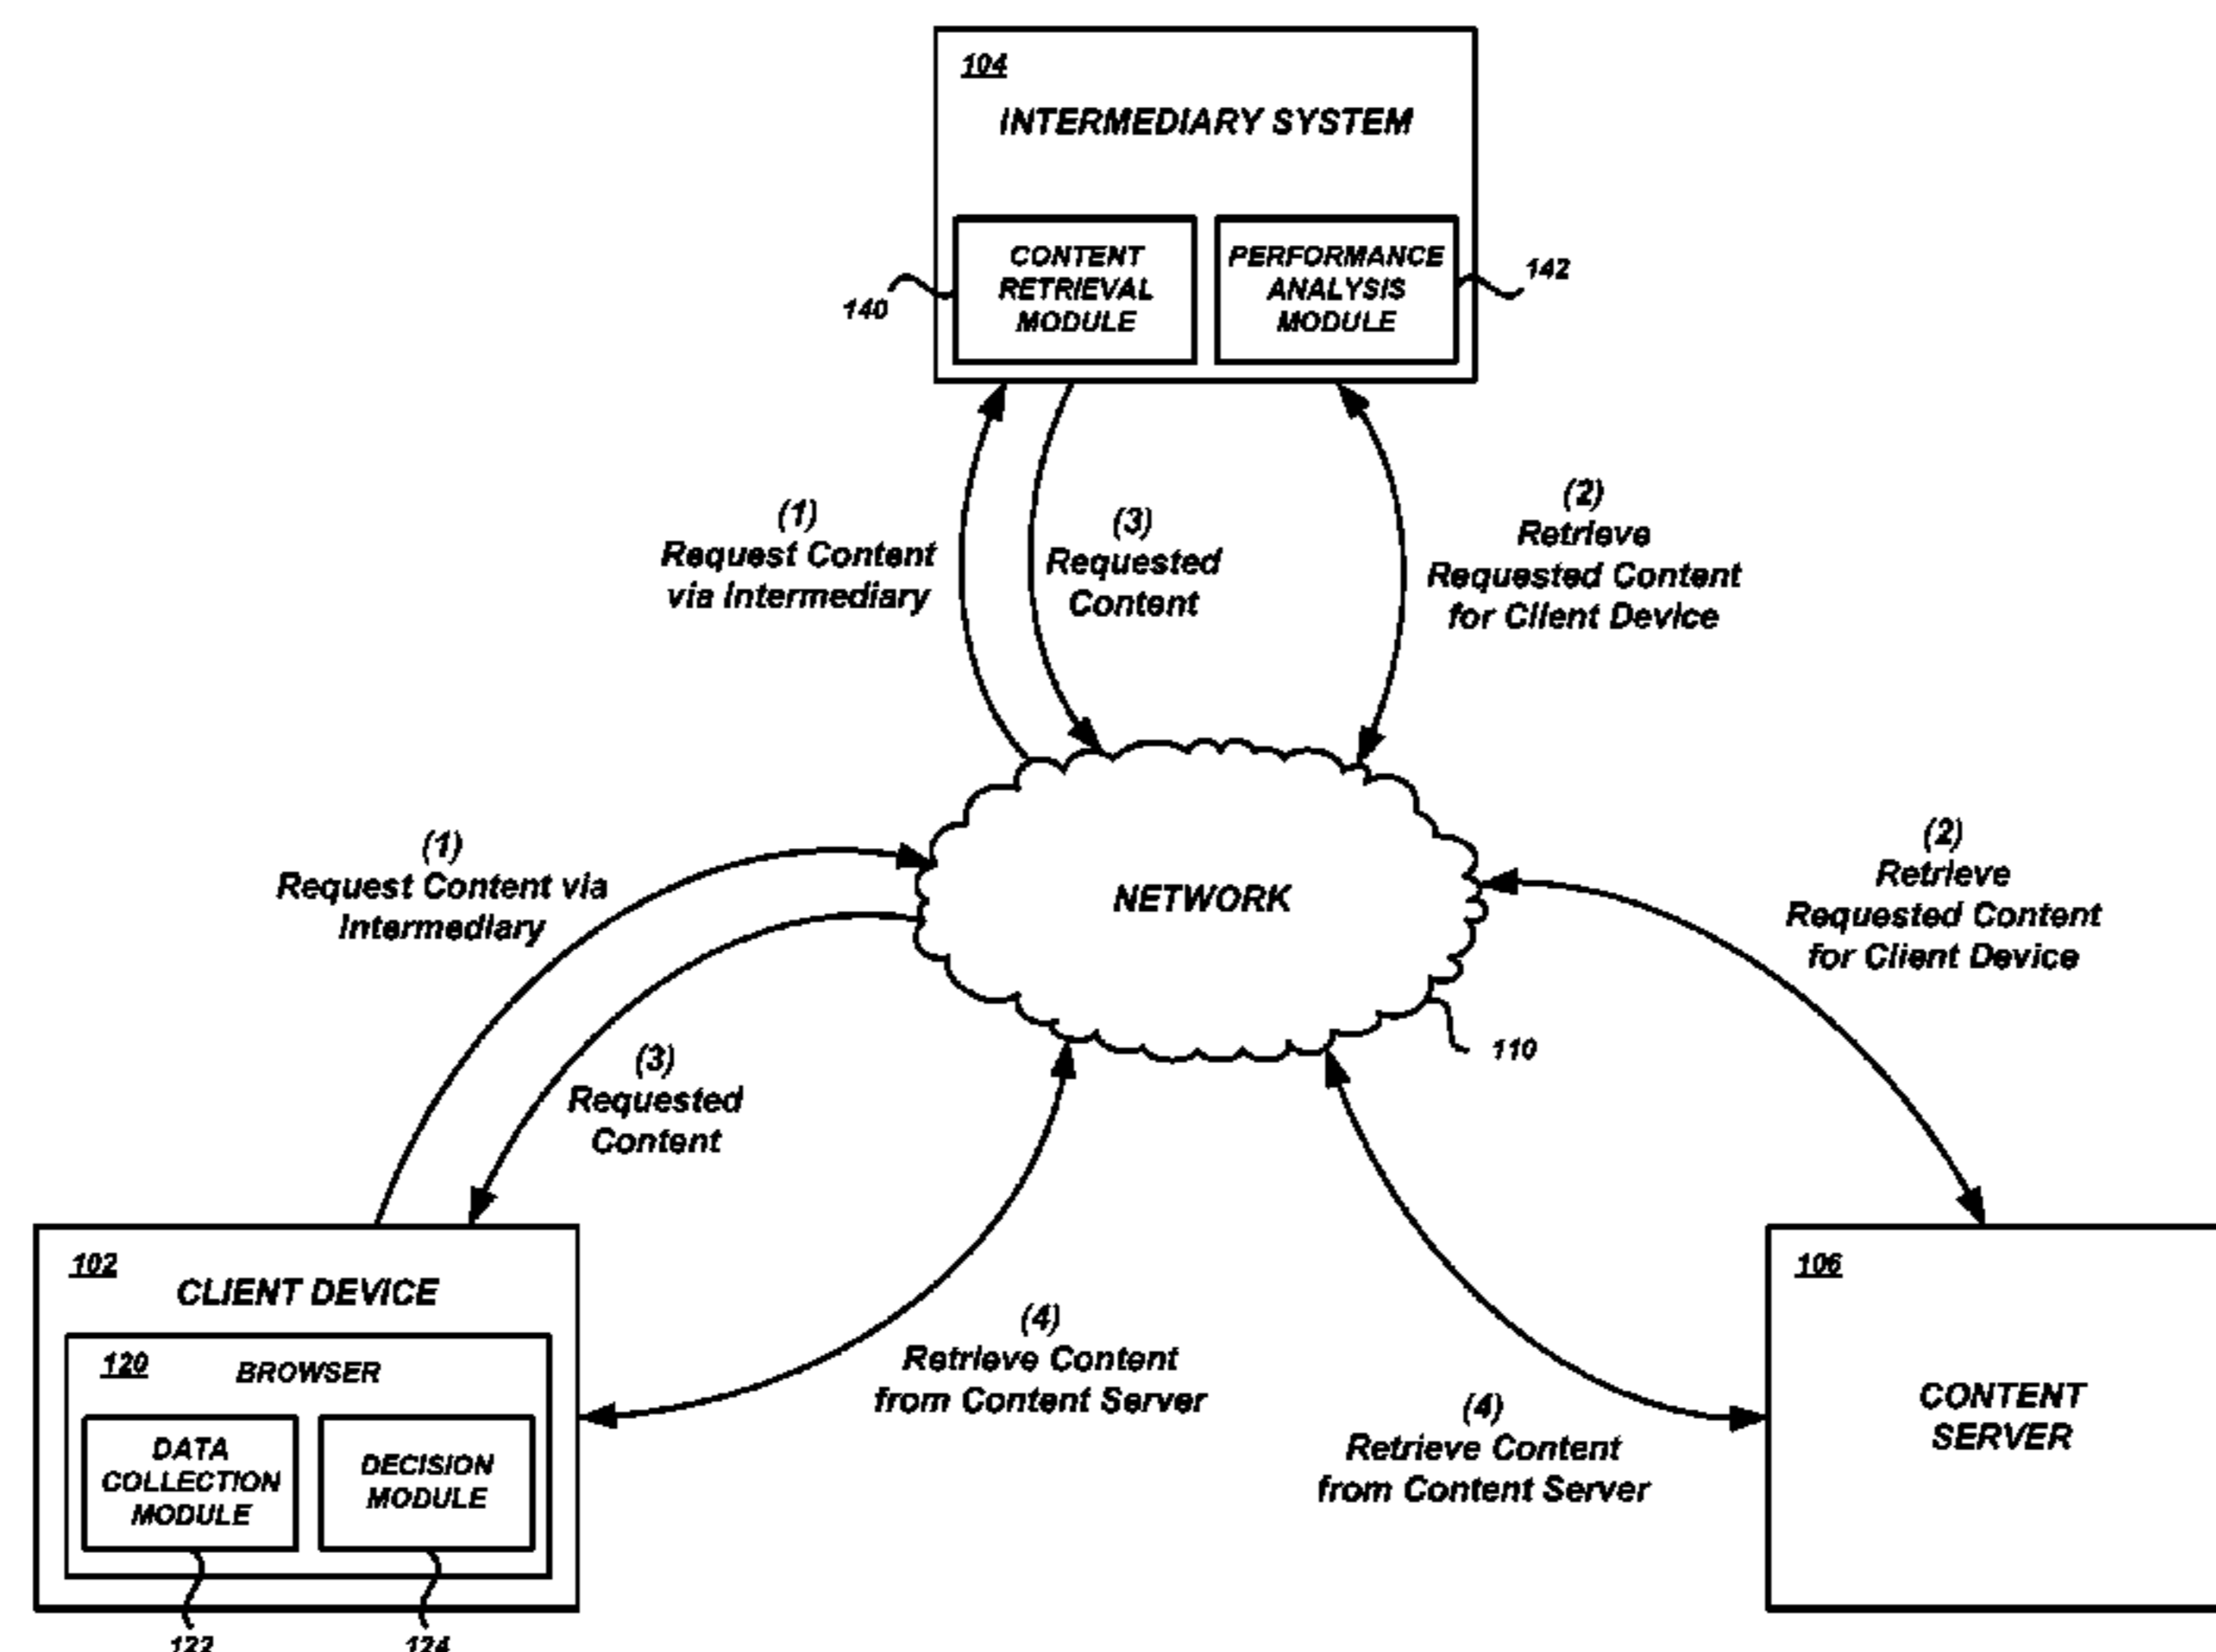 104
INTERMEDIARY SYSTEM
CONTENT
RETRIEVAL
MODULE
PERFORMANCE
ANALYSIS
MODULE
140
142
(1)
Request Content
via Intermediary
(3)
Requested
Content
(2)
Retrieve
Requested Content
for Client Device
(1)
Request Content via
Intermediary
NETWORK
(2)
Retrieve
Requested Content
for Client Device
110
(3)
Requested
Content
102
CLIENT DEVICE
120
BROWSER
DATA
COLLECTION
MODULE
DECISION
MODULE
122
124
(4)
Retrieve Content
from Content Server
(4)
Retrieve Content
from Content Server
106
CONTENT
SERVER